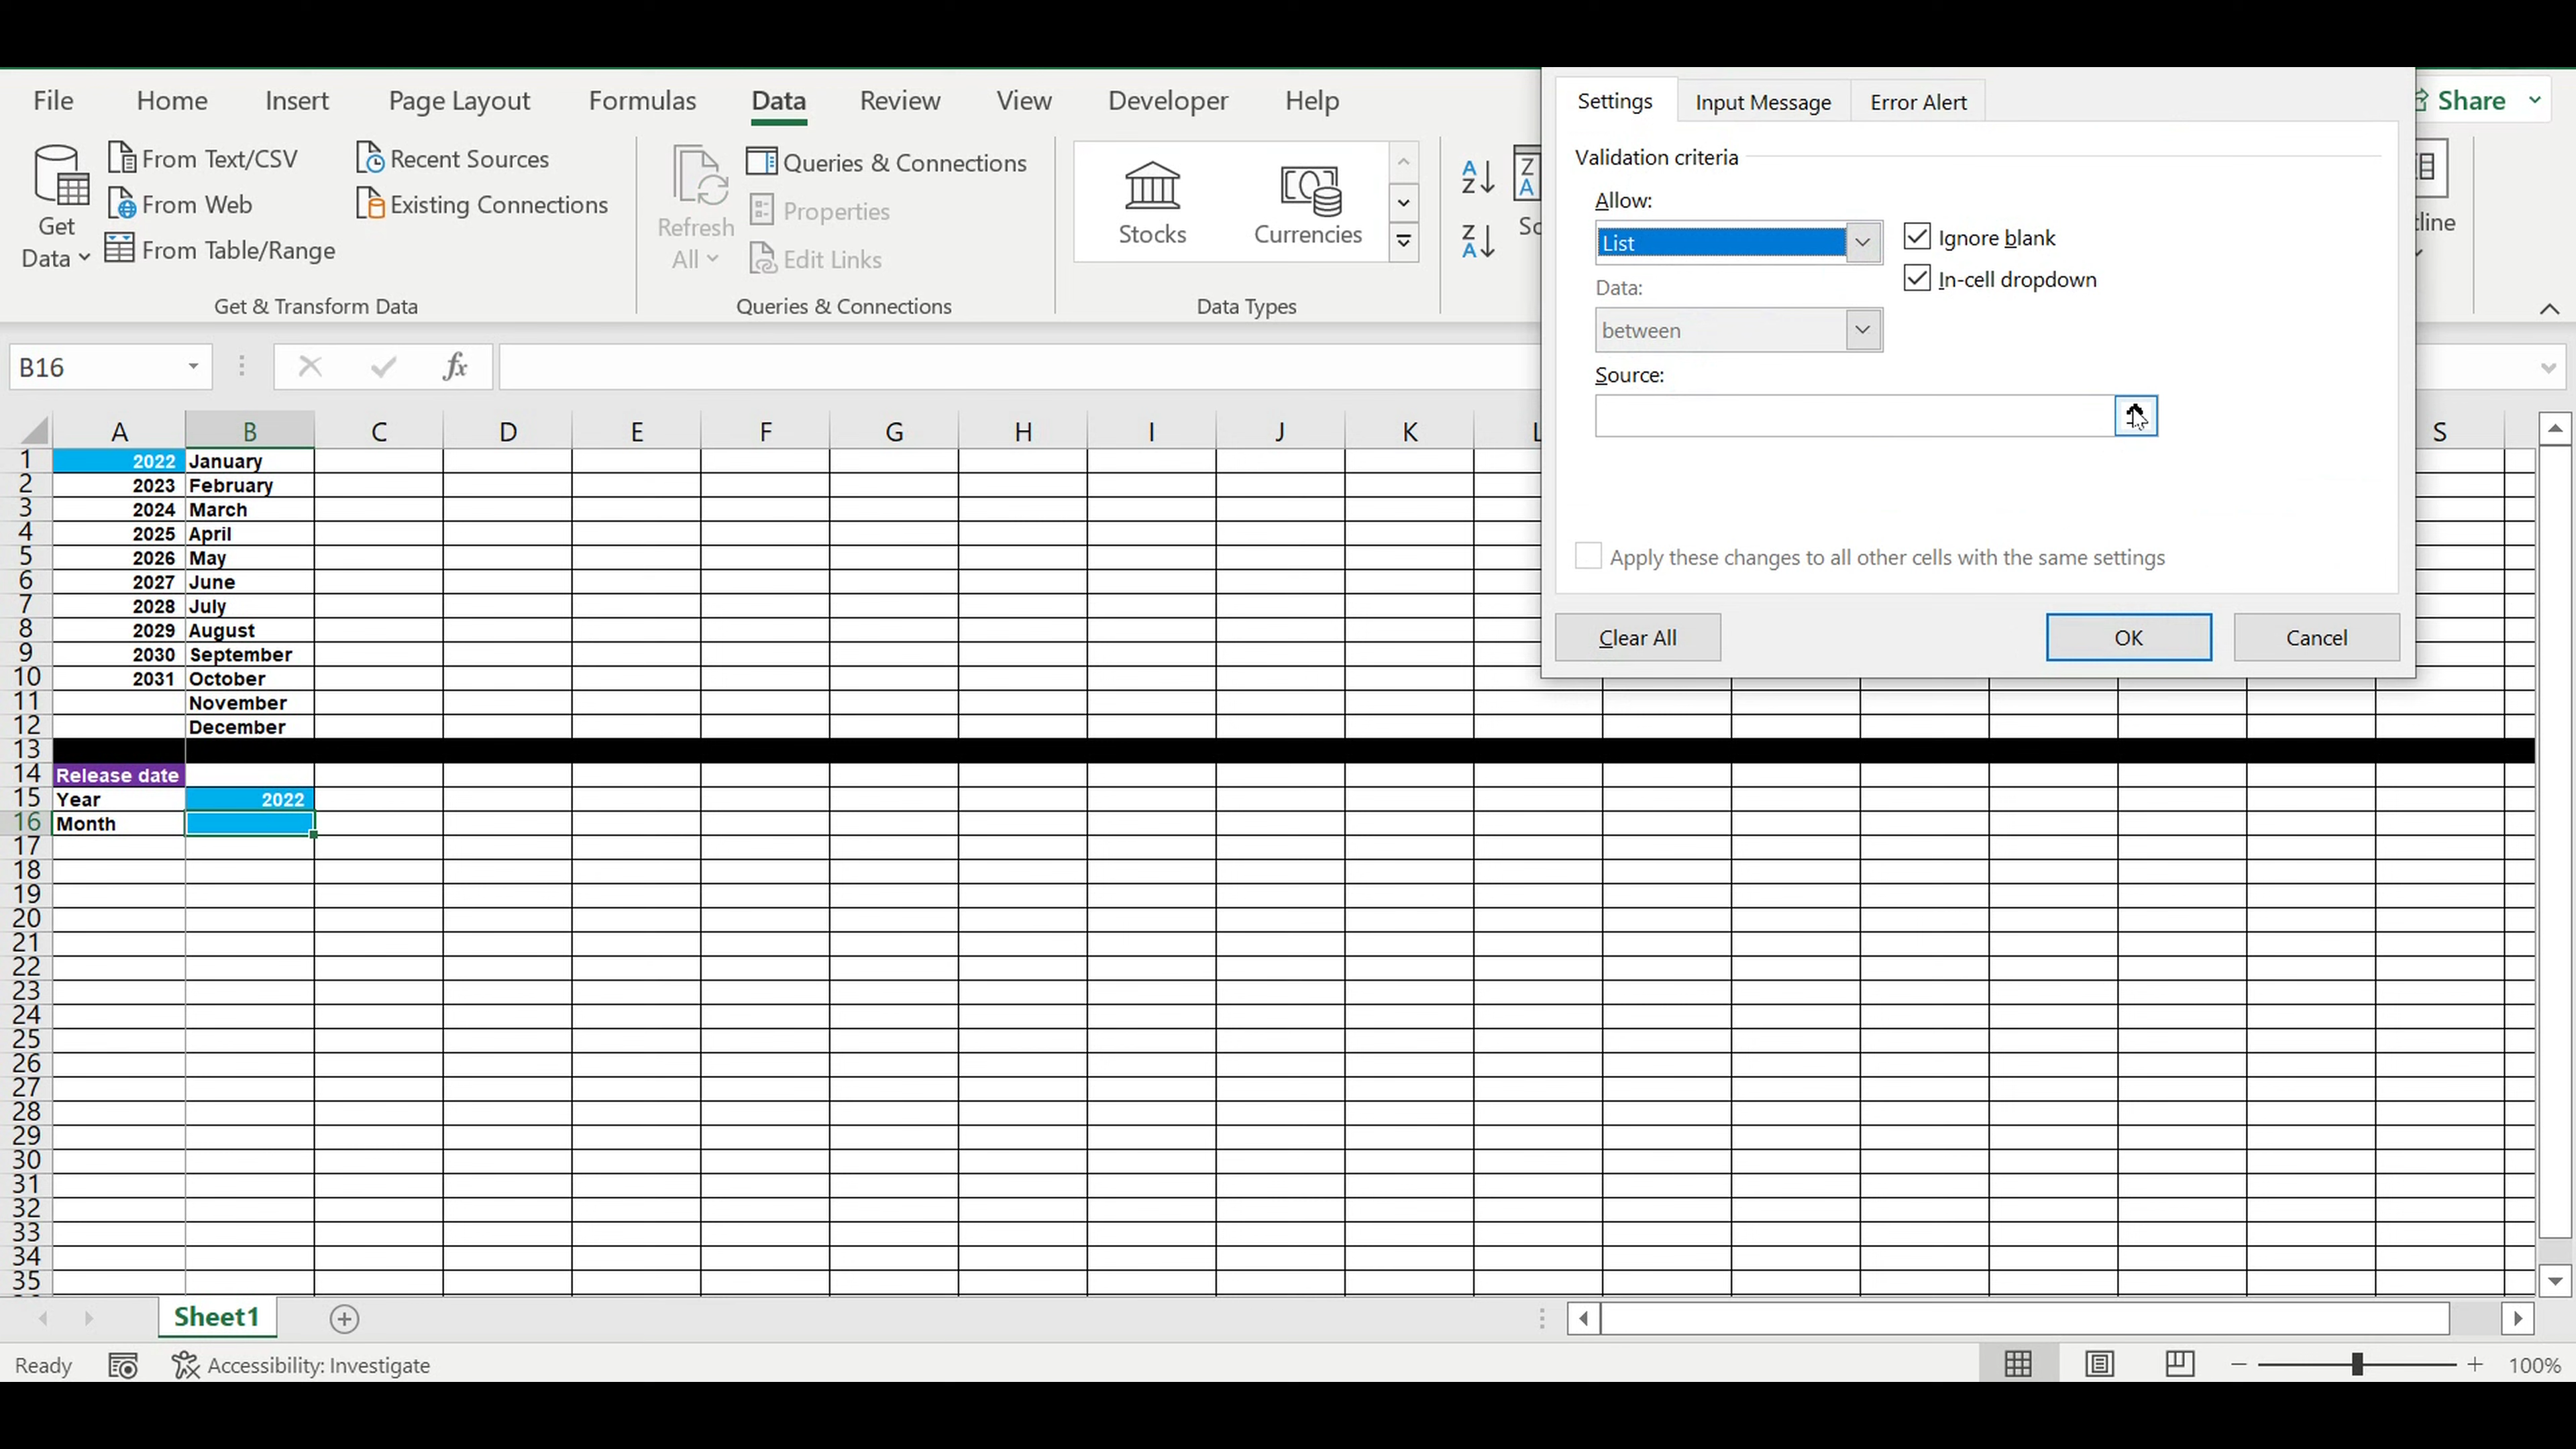 File Home Insert Page Layout Formulas Data Review View Developer Help Share
From Text/CSV Recent Sources Queries & Connections
From Web Existing Connections Properties
Get Data From Table/Range Refresh All Edit Links Stocks Currencies
Get & Transform Data Queries & Connections Data Types
Settings Input Message Error Alert
Validation criteria
Allow:
List Ignore blank
In-cell dropdown
Data:
between
Source:
Apply these changes to all other cells with the same settings
Clear All OK Cancel
B16 fx
A B C D E F G H I J K L S
1 2022 January
2 2023 February
3 2024 March
4 2025 April
5 2026 May
6 2027 June
7 2028 July
8 2029 August
9 2030 September
10 2031 October
11 November
12 December
13
14 Release date
15 Year 2022
16 Month
17
18
19
20
21
22
23
24
25
26
27
28
29
30
31
32
33
34
35
Sheet1
Ready Accessibility: Investigate 100%